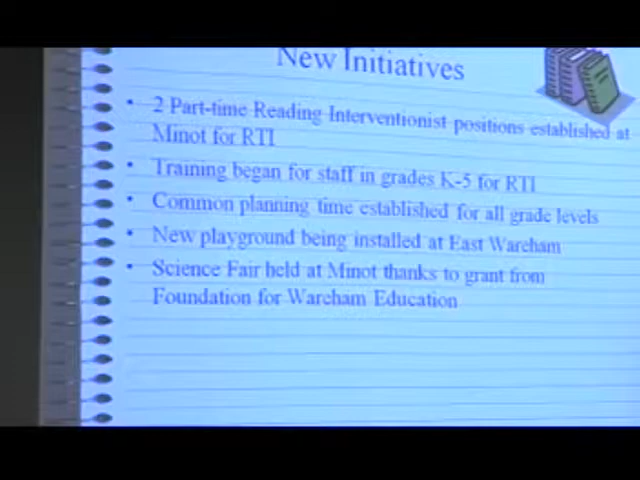 New Initiatives
• 2 Part-time Reading Interventionist positions established at
Minot for RTI
• Training began for staff in grades K-5 for RTI
• Common planning time established for all grade levels
• New playground being installed at East Wareham
• Science Fair held at Minot thanks to grant from
Foundation for Wareham Education